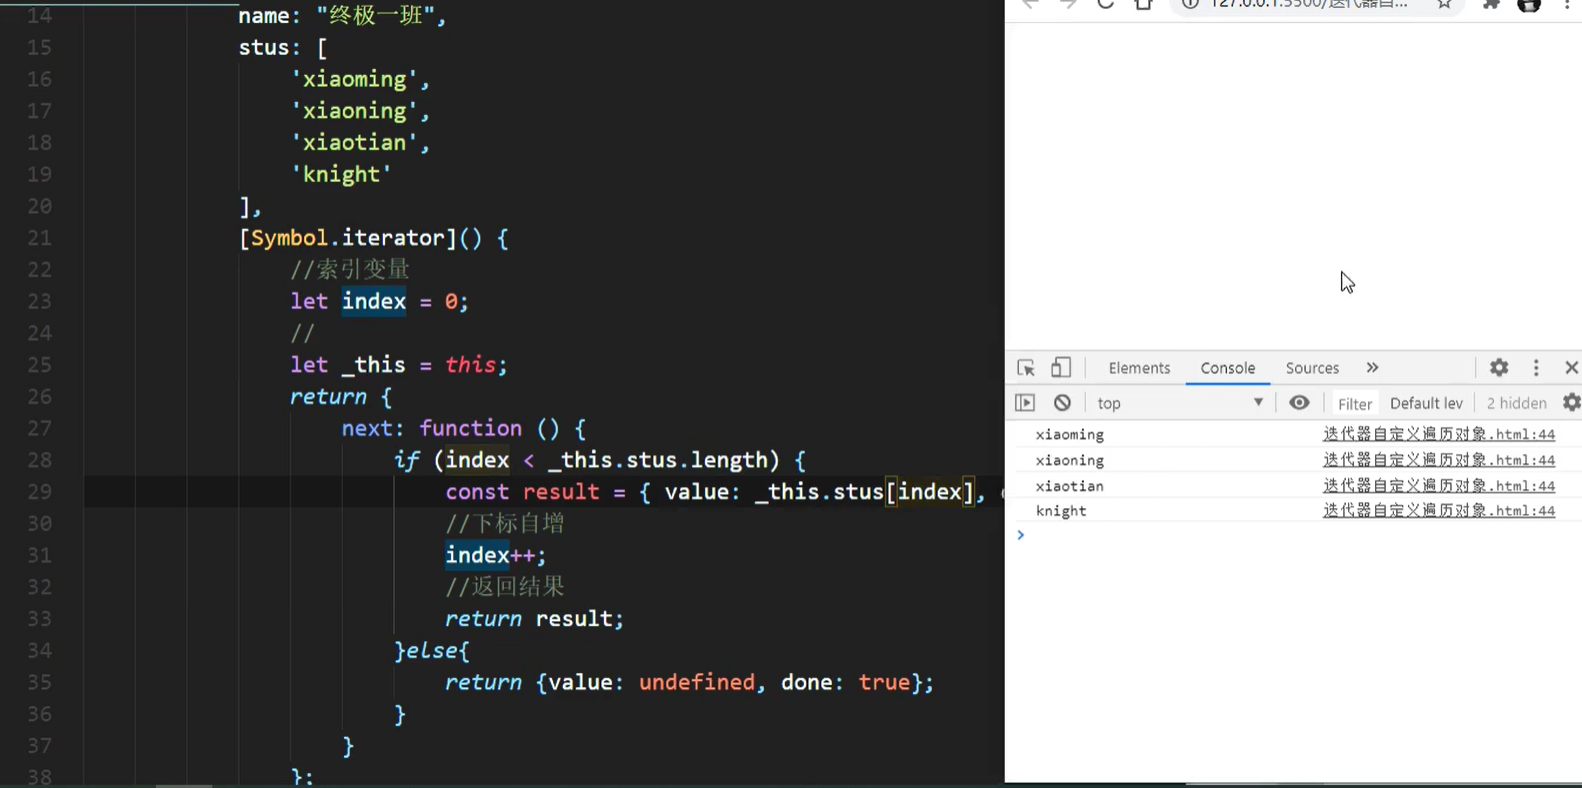 14 name: "终极一班",
15 stus: [
16 'xiaoming',
17 'xiaoning',
18 'xiaotian',
19 'knight'
20 ],
21 [Symbol.iterator]() {
22 //索引变量
23 let index = 0;
24 //
25 let _this = this;
26 return {
27 next: function () {
28 if (index < _this.stus.length) {
29 const result = { value: _this.stus[index],
30 //下标自增
31 index++;
32 //返回结果
33 return result;
34 }else{
35 return {value: undefined, done: true};
36 }
37 }
38 };
127.0.0.1:5500/迭代器自...
Elements Console Sources »
top Filter Default lev 2 hidden
xiaoming 迭代器自定义遍历对象.html:44
xiaoning 迭代器自定义遍历对象.html:44
xiaotian 迭代器自定义遍历对象.html:44
knight 迭代器自定义遍历对象.html:44